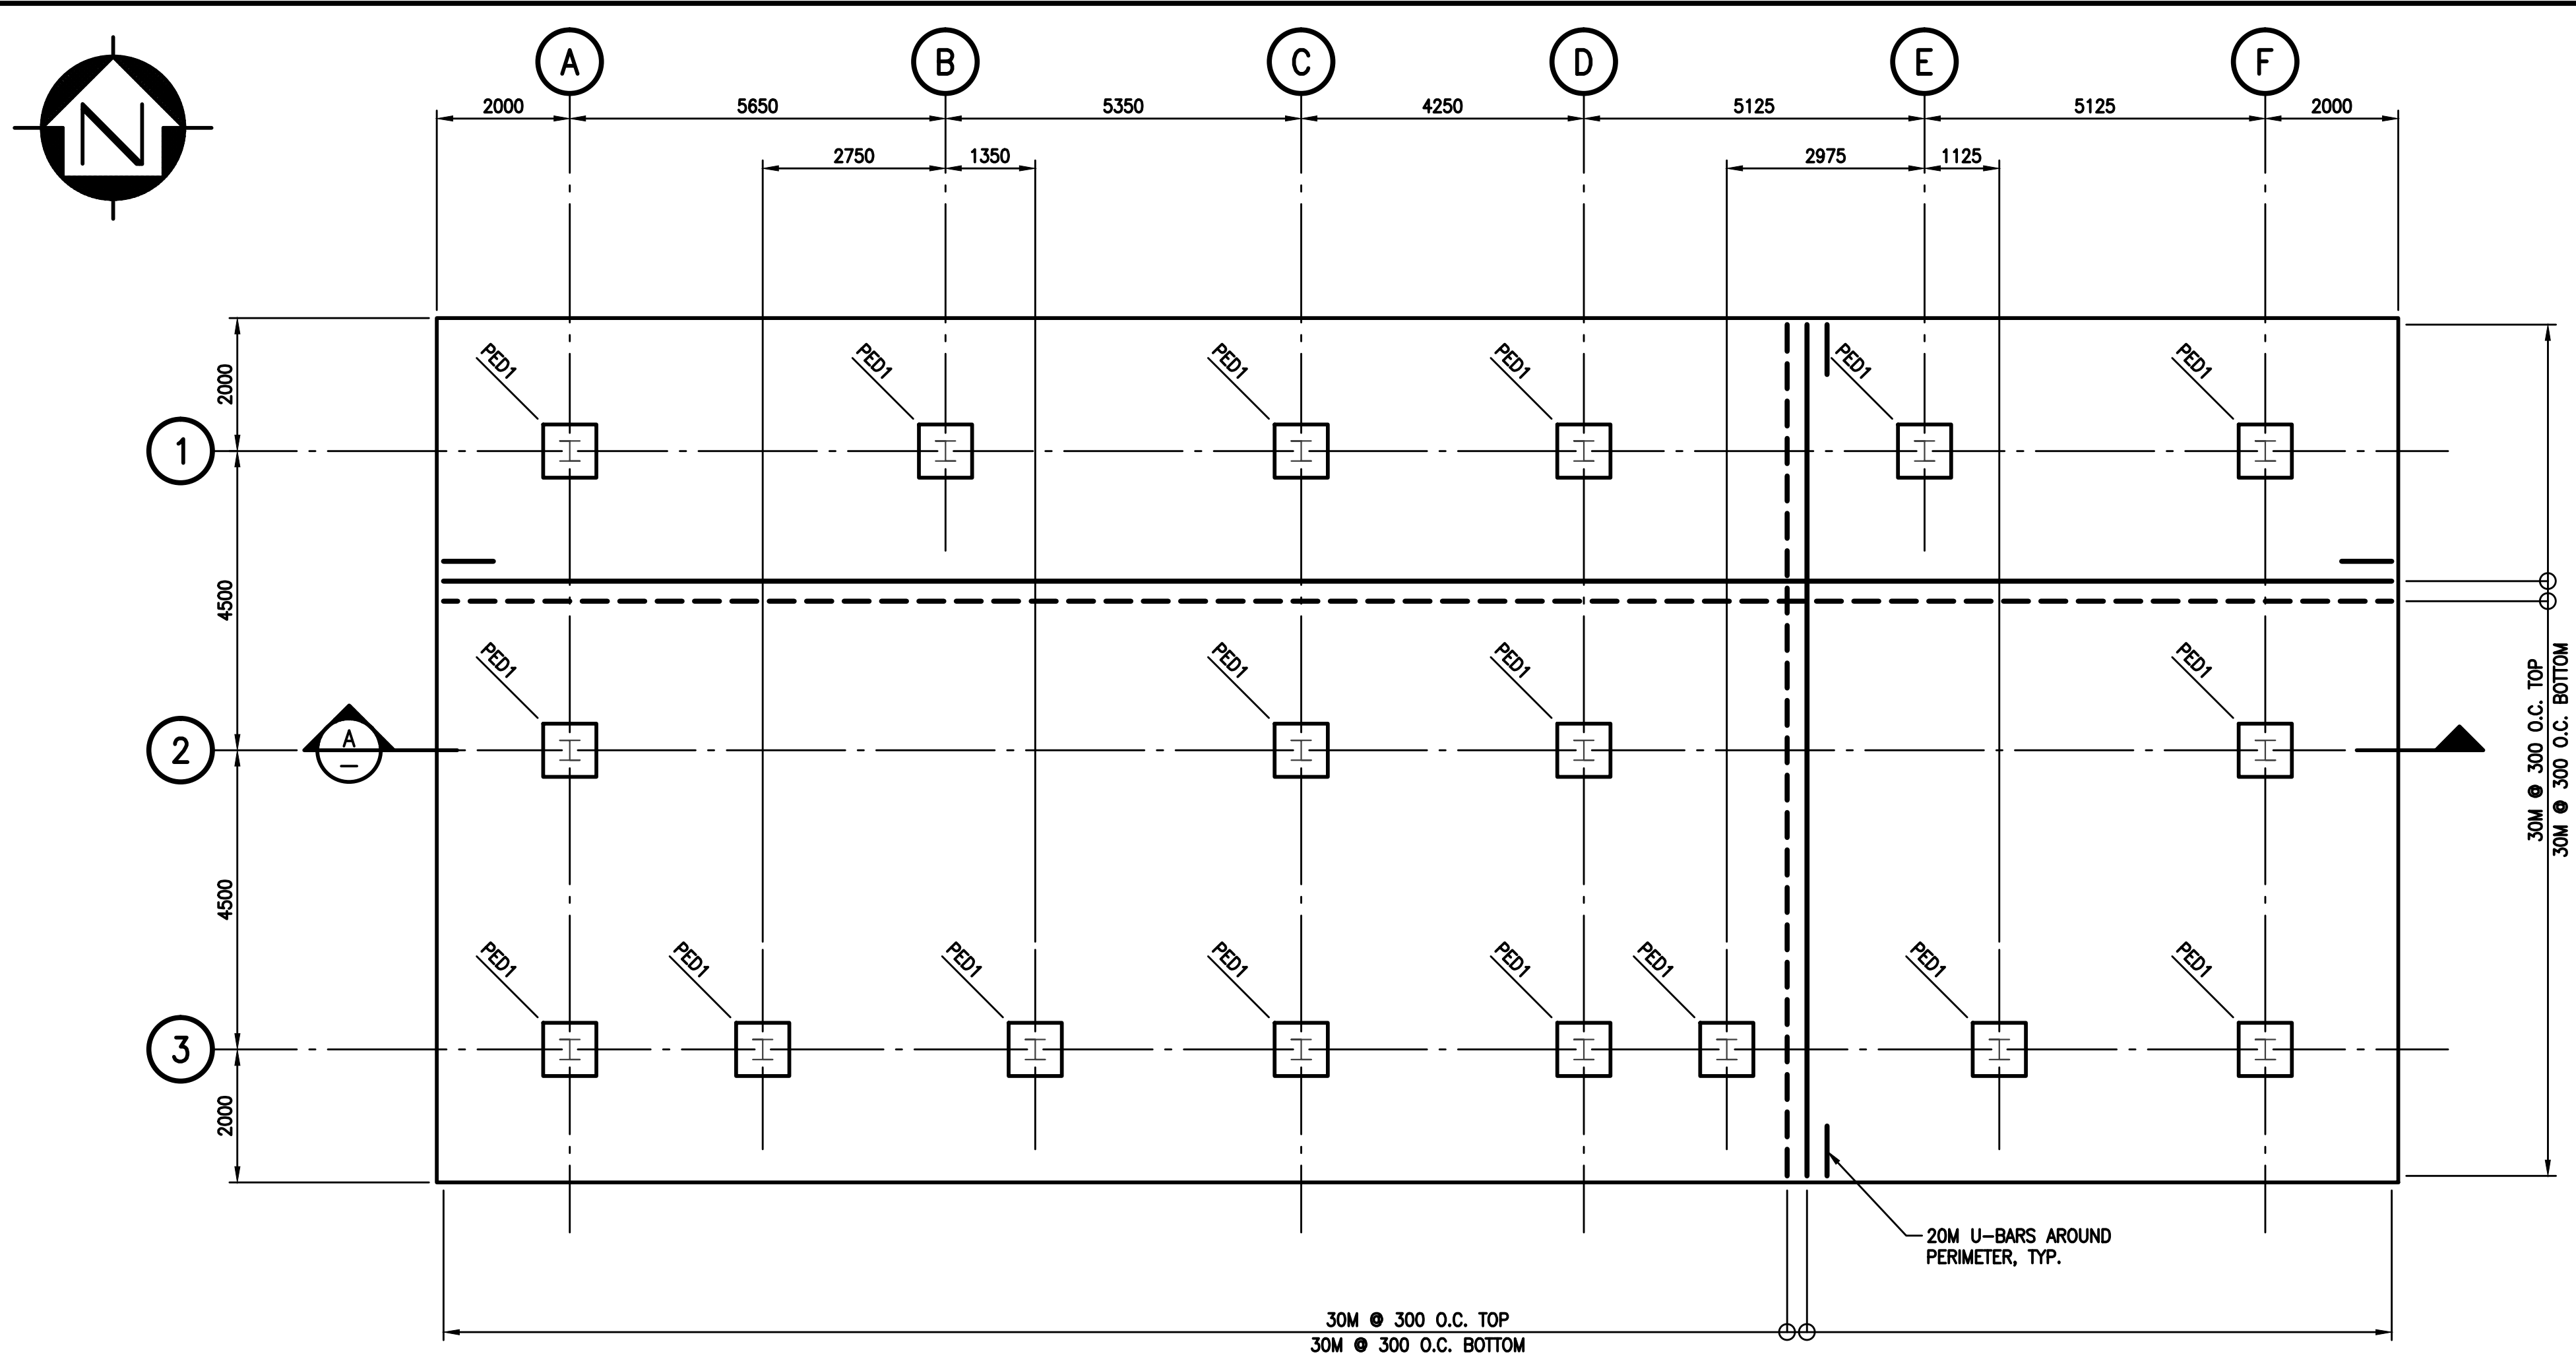 A B C D E F
2000 5650 5350 4250 5125 5125 2000
2750 1350 2975 1125
N
2000
PED1 PED1 PED1 PED1 PED1 PED1
1
4500
PED1 PED1 PED1 PED1
2
A
–
30M @ 300 O.C. TOP
30M @ 300 O.C. BOTTOM
4500
PED1 PED1 PED1 PED1 PED1 PED1 PED1 PED1
3
2000
20M U-BARS AROUND
PERIMETER, TYP.
30M @ 300 O.C. TOP
30M @ 300 O.C. BOTTOM